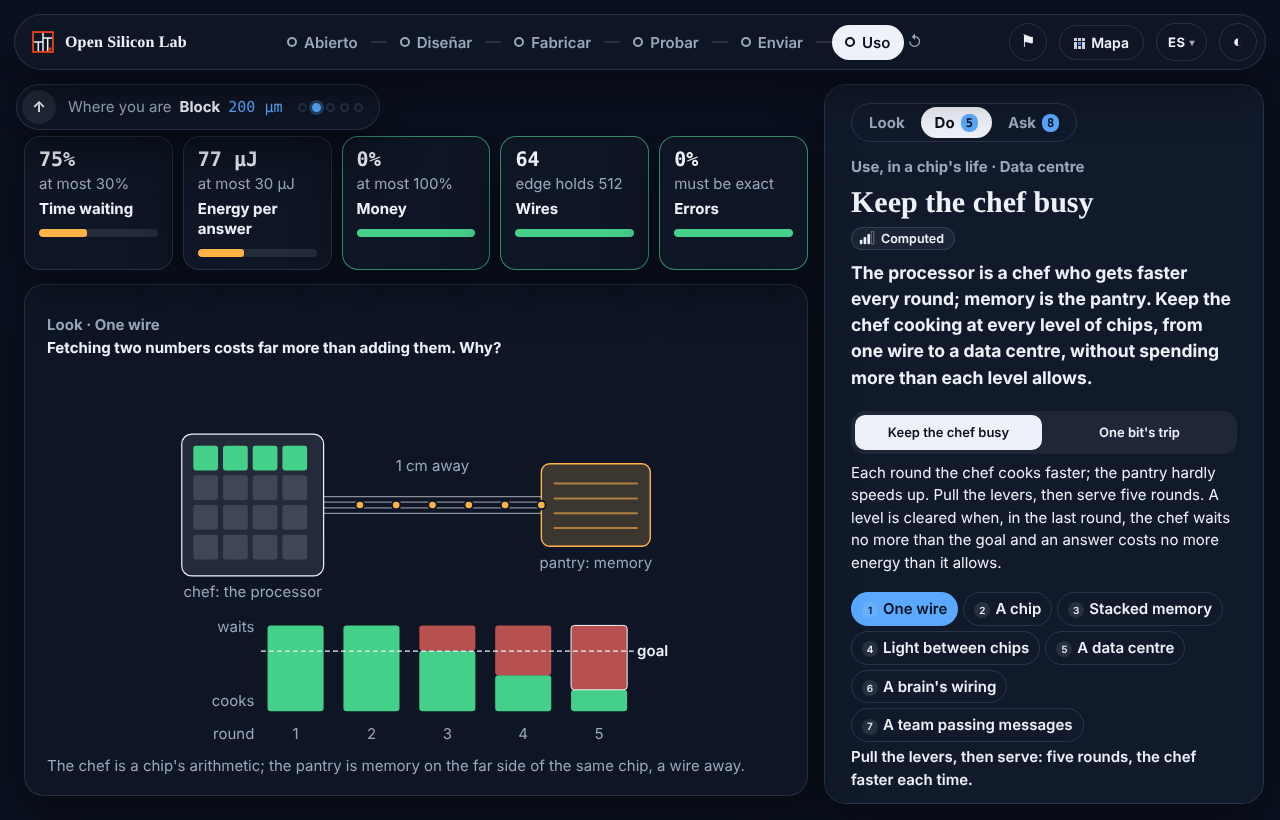 Open Silicon Lab
Abierto
Diseñar
Fabricar
Probar
Enviar
Uso
Mapa
ES
Where you are Block 200 µm
75%
at most 30%
Time waiting
77 µJ
at most 30 µJ
Energy per
answer
0%
at most 100%
Money
64
edge holds 512
Wires
0%
must be exact
Errors
Look · One wire
Fetching two numbers costs far more than adding them. Why?
1 cm away
chef: the processor
pantry: memory
waits
goal
cooks
round 1 2 3 4 5
The chef is a chip's arithmetic; the pantry is memory on the far side of the same chip, a wire away.
Look
Do 5
Ask 8
Use, in a chip's life · Data centre
Keep the chef busy
Computed
The processor is a chef who gets faster
every round; memory is the pantry. Keep the
chef cooking at every level of chips, from
one wire to a data centre, without spending
more than each level allows.
Keep the chef busy
One bit's trip
Each round the chef cooks faster; the pantry hardly
speeds up. Pull the levers, then serve five rounds. A
level is cleared when, in the last round, the chef waits
no more than the goal and an answer costs no more
energy than it allows.
1 One wire
2 A chip
3 Stacked memory
4 Light between chips
5 A data centre
6 A brain's wiring
7 A team passing messages
Pull the levers, then serve: five rounds, the chef
faster each time.